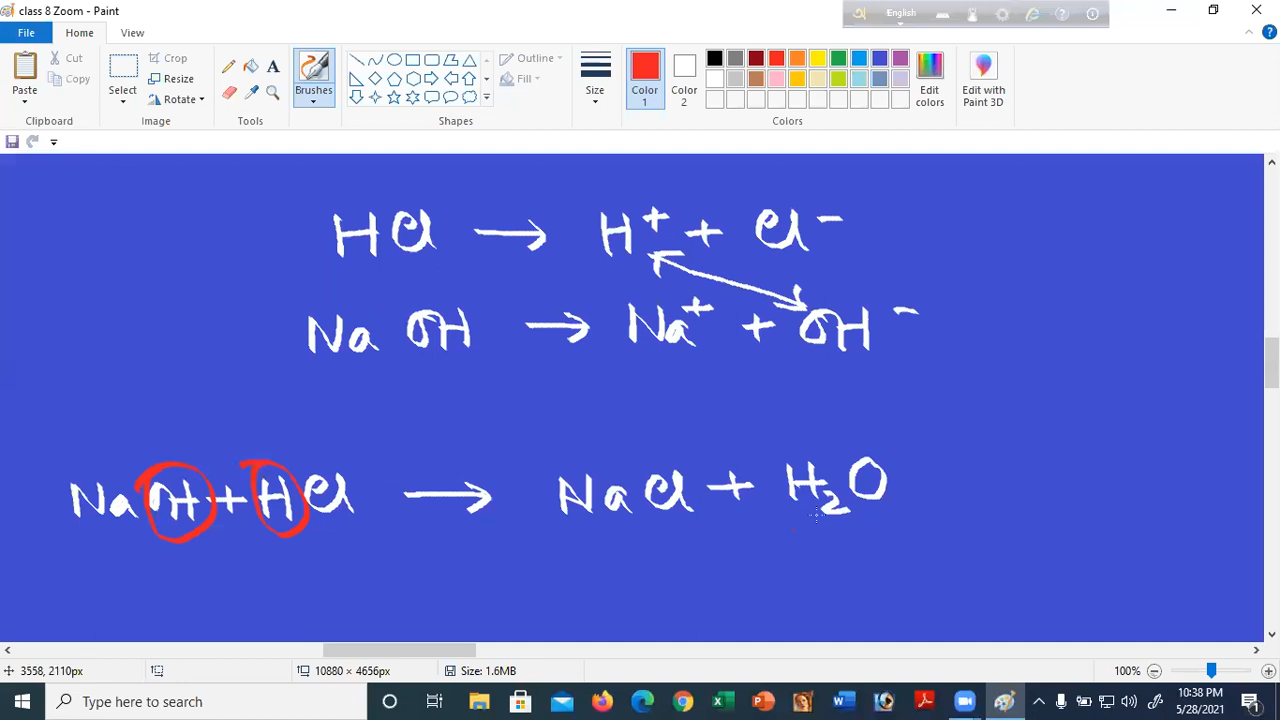 class 8 Zoom - Paint
English
File Home View
Paste Cut Copy Select Crop Resize Rotate A Brushes Outline Fill Size Color 1 Color 2 Edit colors Edit with Paint 3D
Clipboard Image Tools Shapes Colors
HCl → H⁺ + Cl⁻
NaOH → Na⁺ + OH⁻
NaOH + HCl → NaCl + H₂O
3558, 2110px 10880 × 4656px Size: 1.6MB 100%
Type here to search 10:38 PM
5/28/2021